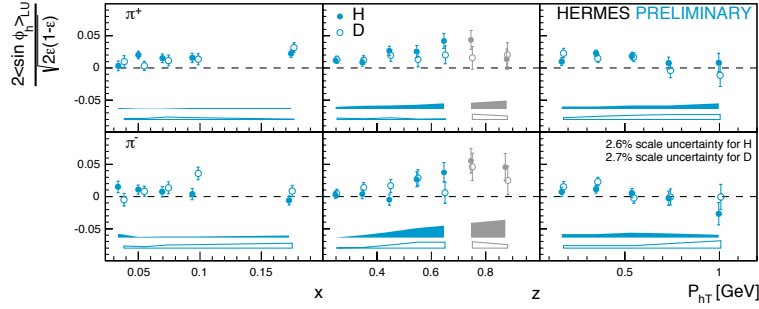 2<sin ϕh>LU
√2ε(1-ε)
π+
H
D
HERMES PRELIMINARY
0.05
0
-0.05
π-
2.6% scale uncertainty for H
2.7% scale uncertainty for D
0.05
0
-0.05
0.05 0.1 0.15
0.4 0.6 0.8
0.5 1
x
z
PhT [GeV]